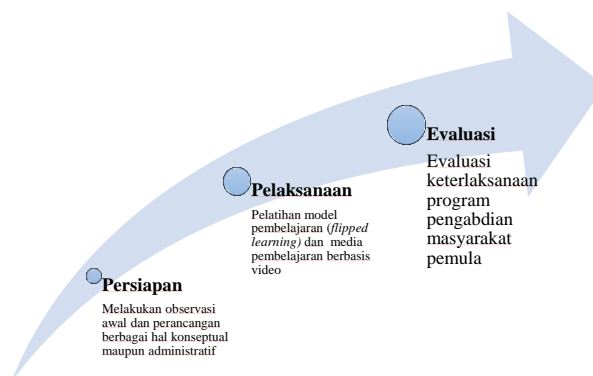 Persiapan
Melakukan observasi
awal dan perancangan
berbagai hal konseptual
maupun administratif
Pelaksanaan
Pelatihan model
pembelajaran (flipped
learning) dan media
pembelajaran berbasis
video
Evaluasi
Evaluasi
keterlaksanaan
program
pengabdian
masyarakat
pemula